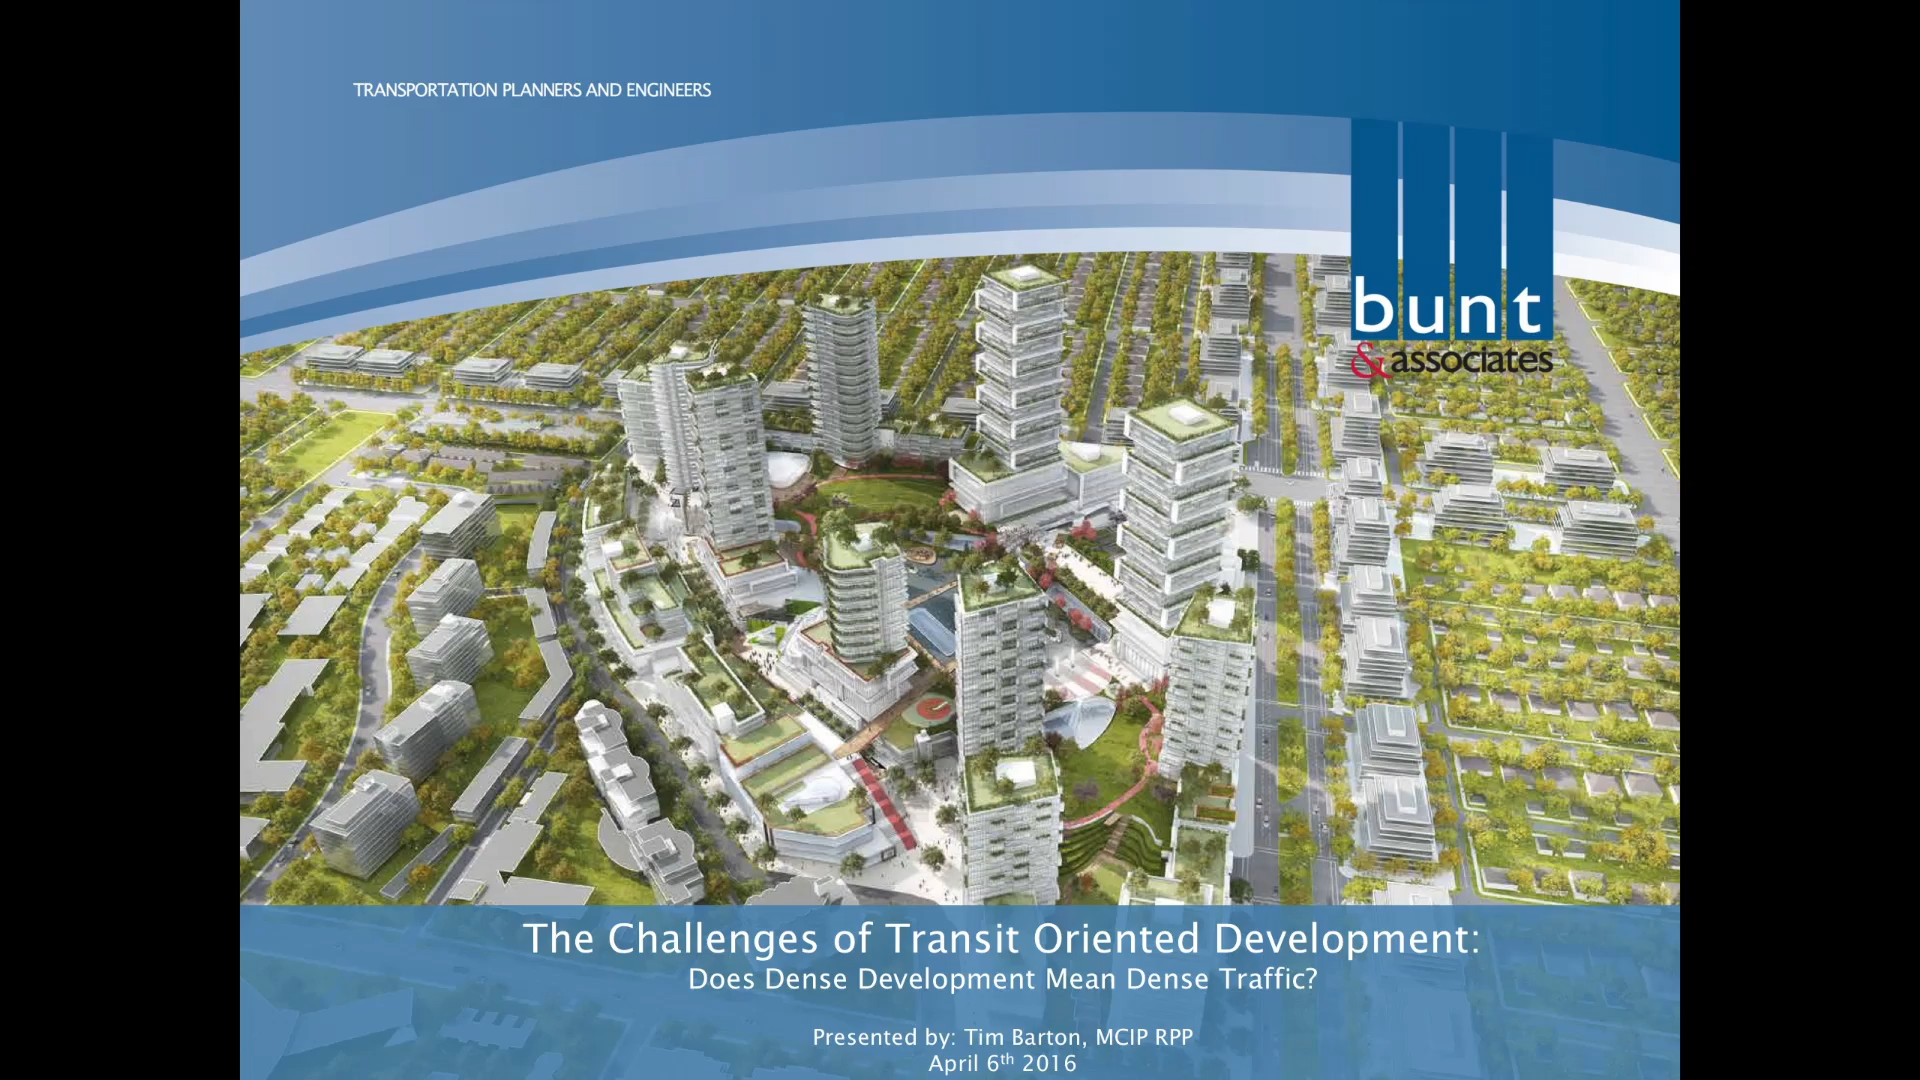 TRANSPORTATION PLANNERS AND ENGINEERS
bunt
& associates
The Challenges of Transit Oriented Development:
Does Dense Development Mean Dense Traffic?
Presented by: Tim Barton, MCIP RPP
April 6th 2016